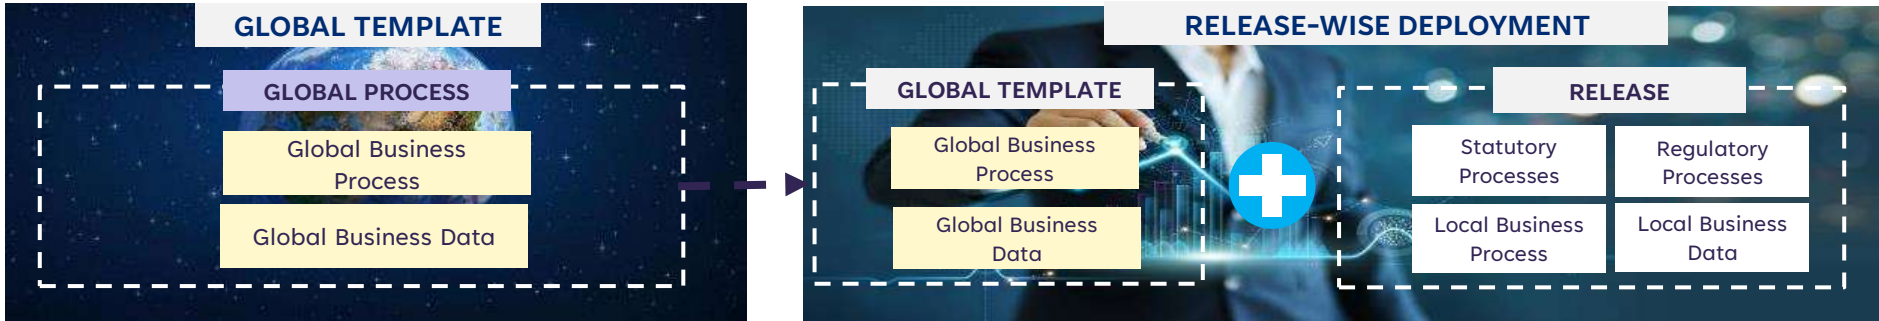 GLOBAL TEMPLATE
GLOBAL PROCESS
Global Business
Process
Global Business Data
RELEASE-WISE DEPLOYMENT
GLOBAL TEMPLATE
Global Business
Process
Global Business
Data
RELEASE
Statutory
Processes
Regulatory
Processes
Local Business
Process
Local Business
Data